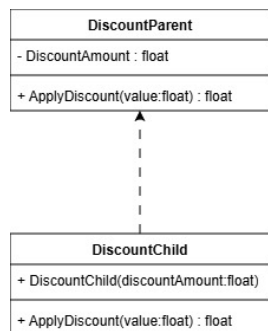 DiscountParent
- DiscountAmount : float
+ ApplyDiscount(value:float) : float
DiscountChild
+ DiscountChild(discountAmount:float)
+ ApplyDiscount(value:float) : float